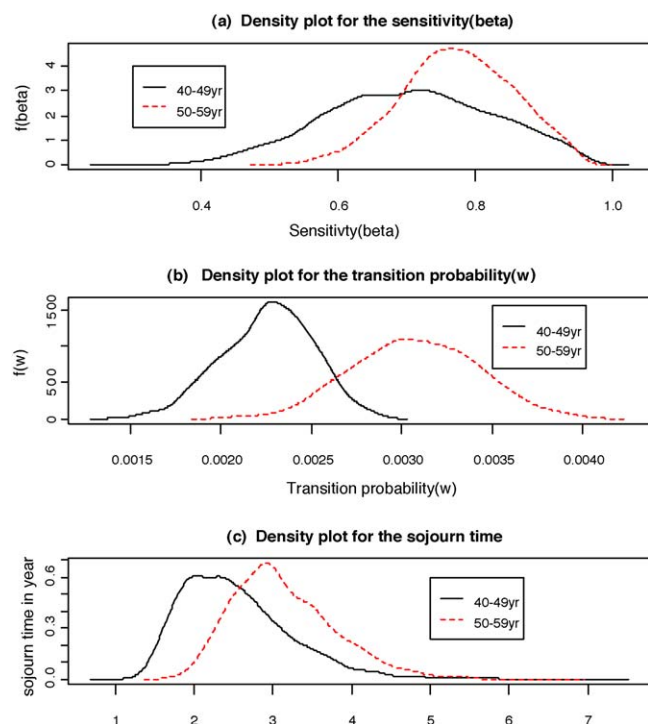 (a) Density plot for the sensitivity(beta)
f(beta)
0 1 2 3 4
40-49yr
50-59yr
0.4 0.6 0.8 1.0
Sensitivty(beta)
(b) Density plot for the transition probability(w)
f(w)
0 500 1500
40-49yr
50-59yr
0.0015 0.0020 0.0025 0.0030 0.0035 0.0040
Transition probability(w)
(c) Density plot for the sojourn time
sojourn time in year
0.0 0.3 0.6
40-49yr
50-59yr
1 2 3 4 5 6 7